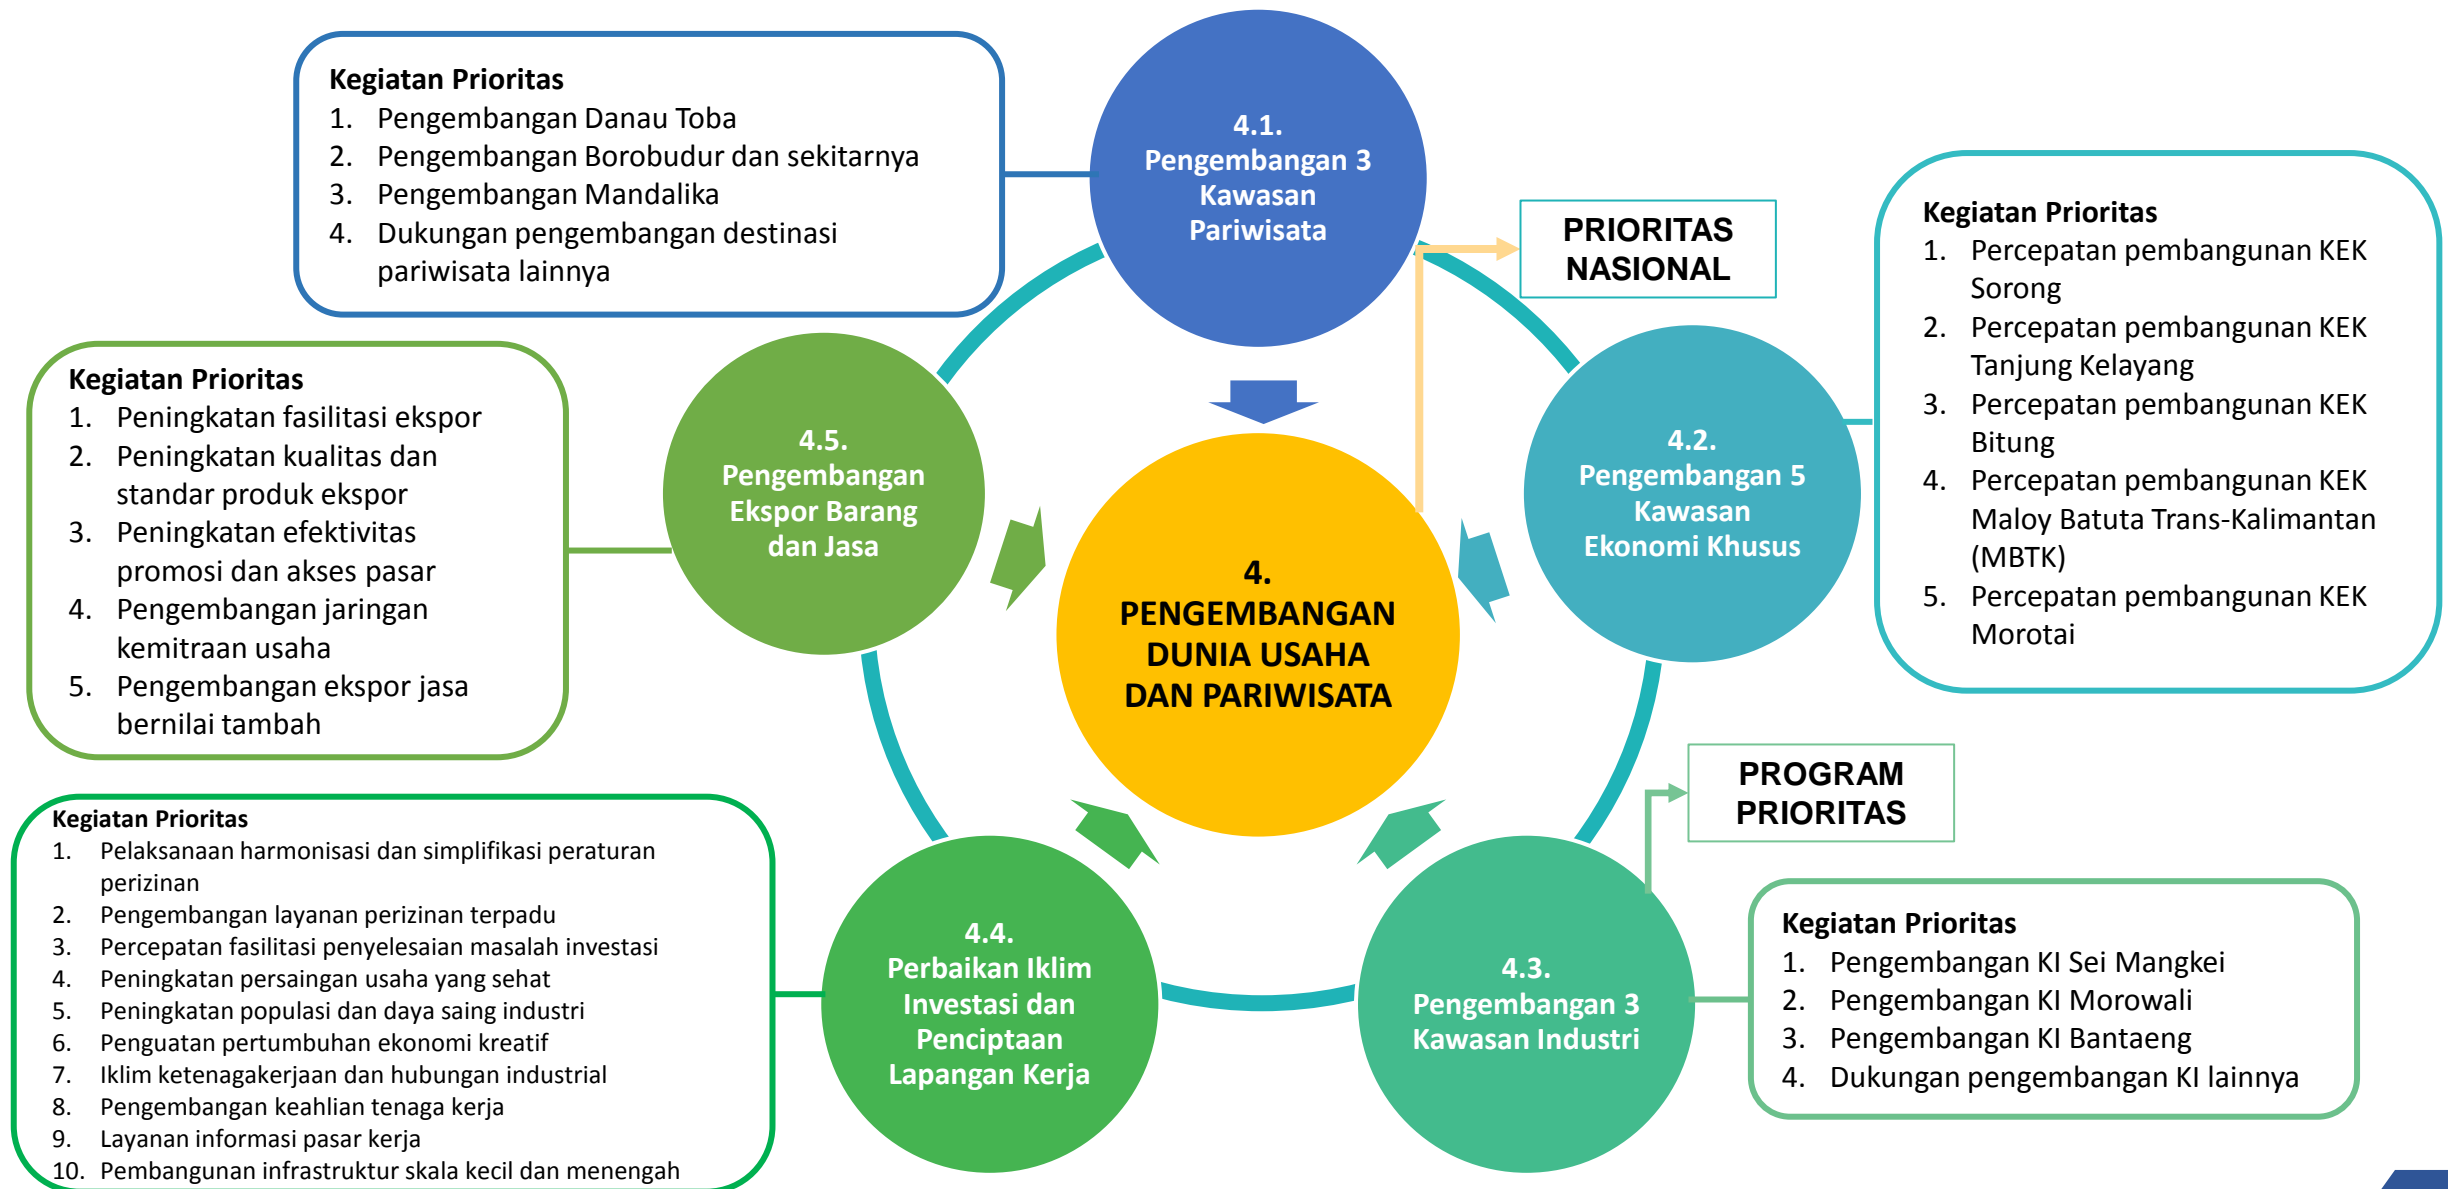 Kegiatan Prioritas
1. Pengembangan Danau Toba
2. Pengembangan Borobudur dan sekitarnya
3. Pengembangan Mandalika
4. Dukungan pengembangan destinasi
pariwisata lainnya
4.1.
Pengembangan 3
Kawasan
Pariwisata
PRIORITAS
NASIONAL
Kegiatan Prioritas
1. Percepatan pembangunan KEK
Sorong
2. Percepatan pembangunan KEK
Tanjung Kelayang
3. Percepatan pembangunan KEK
Bitung
4. Percepatan pembangunan KEK
Maloy Batuta Trans-Kalimantan
(MBTK)
5. Percepatan pembangunan KEK
Morotai
Kegiatan Prioritas
1. Peningkatan fasilitasi ekspor
2. Peningkatan kualitas dan
standar produk ekspor
3. Peningkatan efektivitas
promosi dan akses pasar
4. Pengembangan jaringan
kemitraan usaha
5. Pengembangan ekspor jasa
bernilai tambah
4.5.
Pengembangan
Ekspor Barang
dan Jasa
4.2.
Pengembangan 5
Kawasan
Ekonomi Khusus
4.
PENGEMBANGAN
DUNIA USAHA
DAN PARIWISATA
PROGRAM
PRIORITAS
Kegiatan Prioritas
1. Pelaksanaan harmonisasi dan simplifikasi peraturan
perizinan
2. Pengembangan layanan perizinan terpadu
3. Percepatan fasilitasi penyelesaian masalah investasi
4. Peningkatan persaingan usaha yang sehat
5. Peningkatan populasi dan daya saing industri
6. Penguatan pertumbuhan ekonomi kreatif
7. Iklim ketenagakerjaan dan hubungan industrial
8. Pengembangan keahlian tenaga kerja
9. Layanan informasi pasar kerja
10. Pembangunan infrastruktur skala kecil dan menengah
4.4.
Perbaikan Iklim
Investasi dan
Penciptaan
Lapangan Kerja
4.3.
Pengembangan 3
Kawasan Industri
Kegiatan Prioritas
1. Pengembangan KI Sei Mangkei
2. Pengembangan KI Morowali
3. Pengembangan KI Bantaeng
4. Dukungan pengembangan KI lainnya